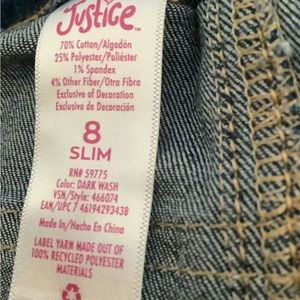 Justice™
70% Cotton/Algodón
25% Polyester/Poliéster
1% Spandex
4% Other Fiber/Otra Fibra
Exclusive of Decoration
Exclusivo de Decoración
8
SLIM
RN# 59775
Color: DARK WASH
VSN/Style: 466074
EAN/UPC 7 46194293438
Made In/Hecho En China
LABEL YARN MADE OUT OF
100% RECYCLED POLYESTER
MATERIALS